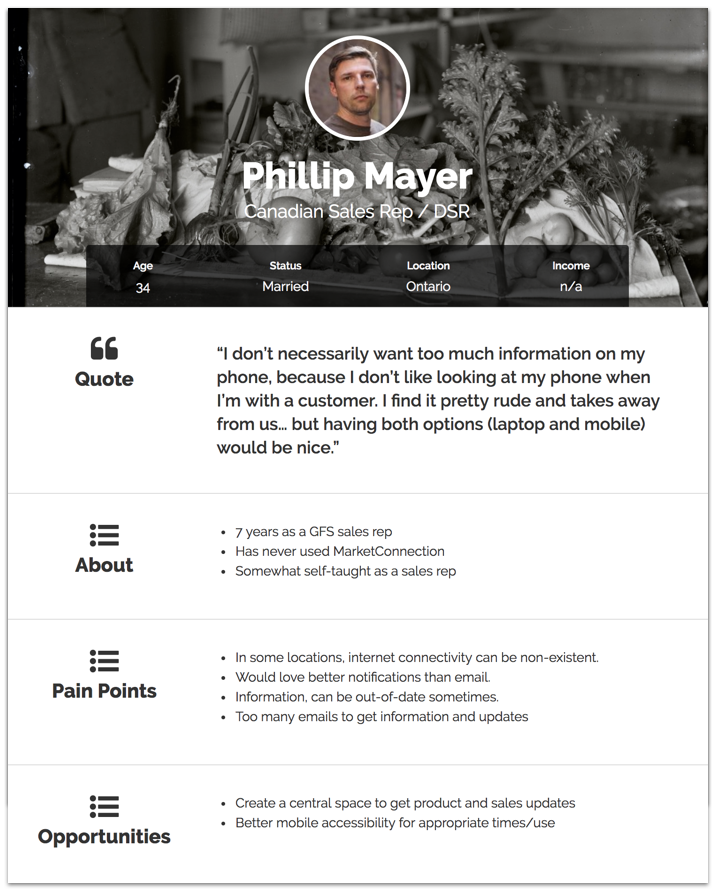 Phillip Mayer
Canadian Sales Rep / DSR
Age Status Location Income
34 Married Ontario n/a
Quote
“I don’t necessarily want too much information on my
phone, because I don’t like looking at my phone when
I’m with a customer. I find it pretty rude and takes away
from us… but having both options (laptop and mobile)
would be nice.”
About
• 7 years as a GFS sales rep
• Has never used MarketConnection
• Somewhat self-taught as a sales rep
Pain Points
• In some locations, internet connectivity can be non-existent.
• Would love better notifications than email.
• Information, can be out-of-date sometimes.
• Too many emails to get information and updates
Opportunities
• Create a central space to get product and sales updates
• Better mobile accessibility for appropriate times/use